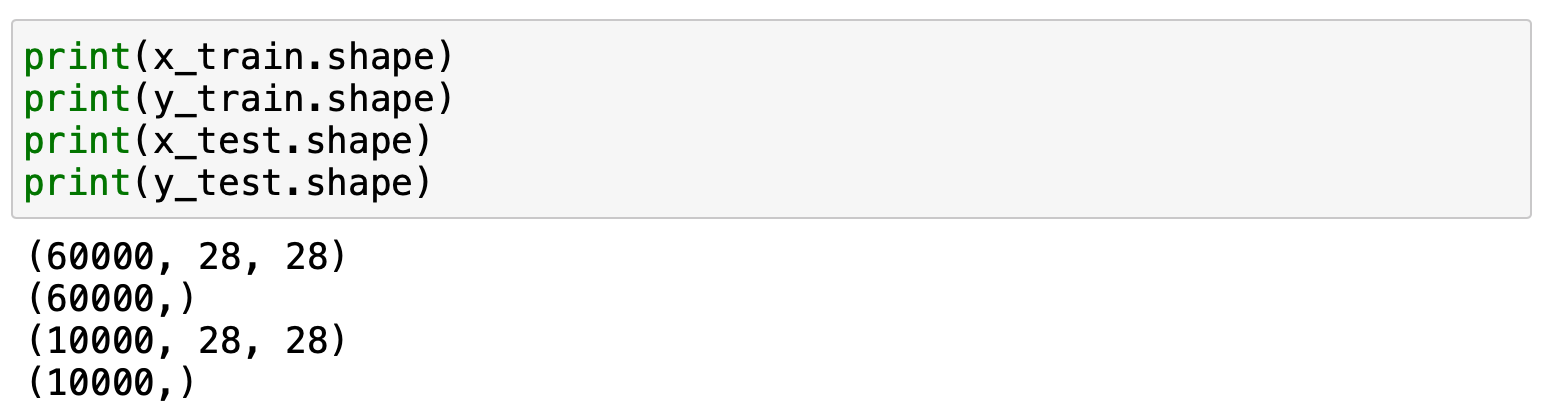 print(x_train.shape)
print(y_train.shape)
print(x_test.shape)
print(y_test.shape)
(60000, 28, 28)
(60000,)
(10000, 28, 28)
(10000,)